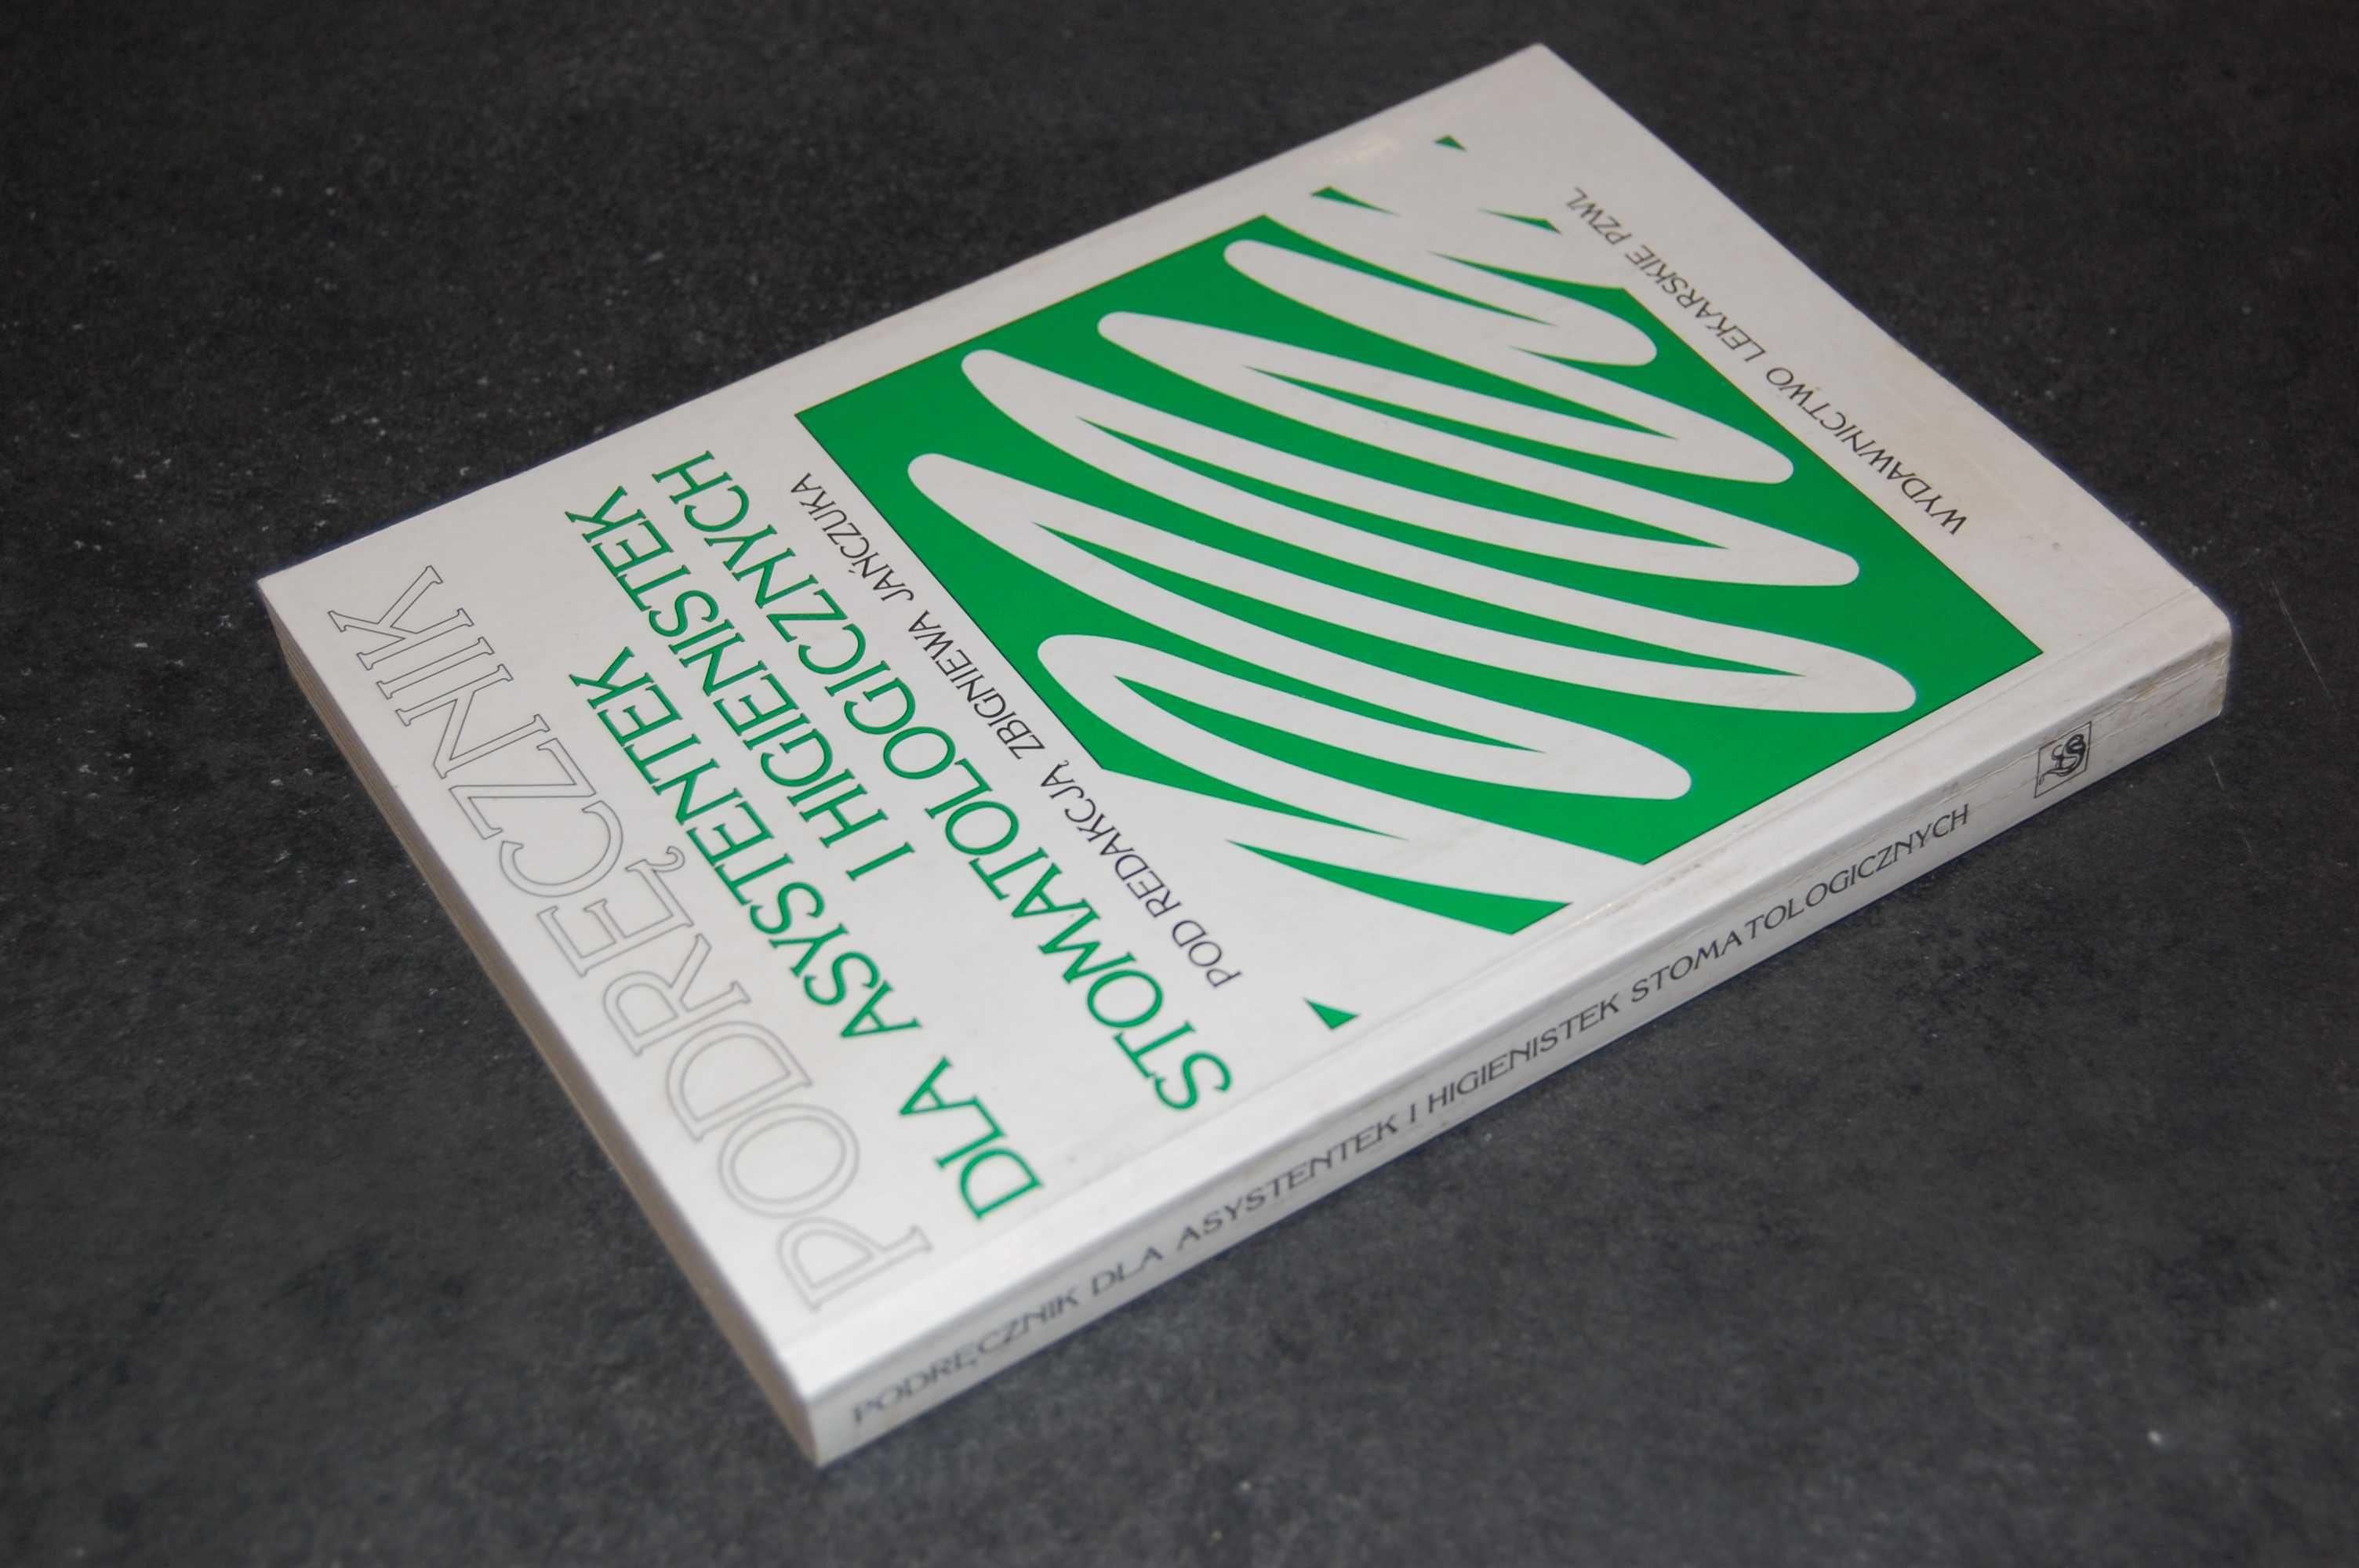 PODRĘCZNIK
DLA ASYSTENTEK
I HIGIENISTEK
STOMATOLOGICZNYCH
POD REDAKCJĄ ZBIGNIEWA JAŃCZUKA
WYDAWNICTWO LEKARSKIE PZWL
PODRĘCZNIK DLA ASYSTENTEK I HIGIENISTEK STOMATOLOGICZNYCH